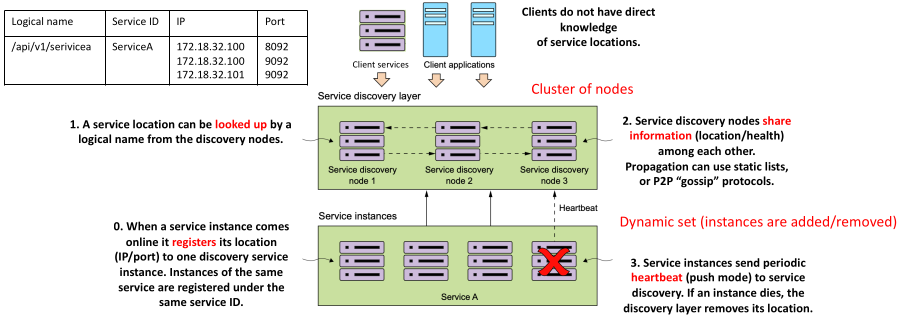 Logical name Service ID IP Port
/api/v1/serivicea ServiceA 172.18.32.100 8092
172.18.32.100 9092
172.18.32.101 9092
Clients do not have direct
knowledge
of service locations.
Client services
Client applications
Service discovery layer
Cluster of nodes
1. A service location can be looked up by a
logical name from the discovery nodes.
Service discovery
node 1
Service discovery
node 2
Service discovery
node 3
2. Service discovery nodes share
information (location/health)
among each other.
Propagation can use static lists,
or P2P “gossip” protocols.
Heartbeat
Service instances
Dynamic set (instances are added/removed)
0. When a service instance comes
online it registers its location
(IP/port) to one discovery service
instance. Instances of the same
service are registered under the
same service ID.
Service A
3. Service instances send periodic
heartbeat (push mode) to service
discovery. If an instance dies, the
discovery layer removes its location.